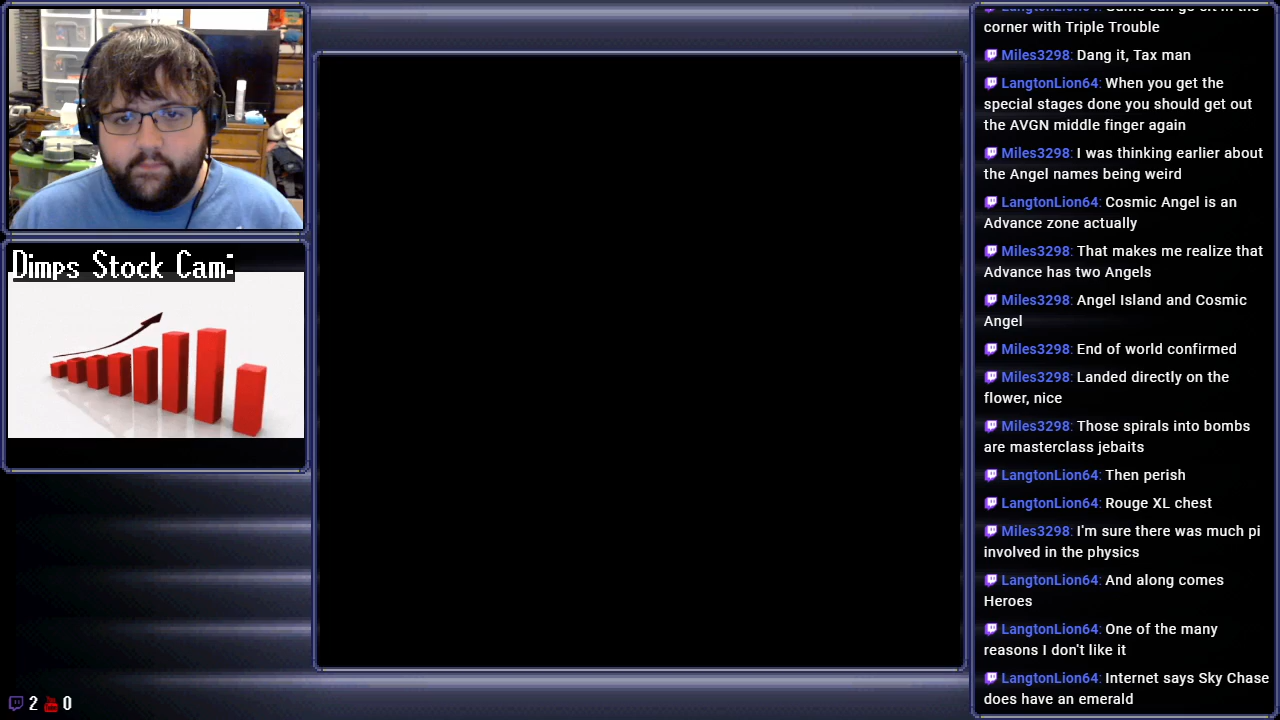 Dimps Stock Cam:
2 0
corner with Triple Trouble
Miles3298: Dang it, Tax man
LangtonLion64: When you get the
special stages done you should get out
the AVGN middle finger again
Miles3298: I was thinking earlier about
the Angel names being weird
LangtonLion64: Cosmic Angel is an
Advance zone actually
Miles3298: That makes me realize that
Advance has two Angels
Miles3298: Angel Island and Cosmic
Angel
Miles3298: End of world confirmed
Miles3298: Landed directly on the
flower, nice
Miles3298: Those spirals into bombs
are masterclass jebaits
LangtonLion64: Then perish
LangtonLion64: Rouge XL chest
Miles3298: I'm sure there was much pi
involved in the physics
LangtonLion64: And along comes
Heroes
LangtonLion64: One of the many
reasons I don't like it
LangtonLion64: Internet says Sky Chase
does have an emerald